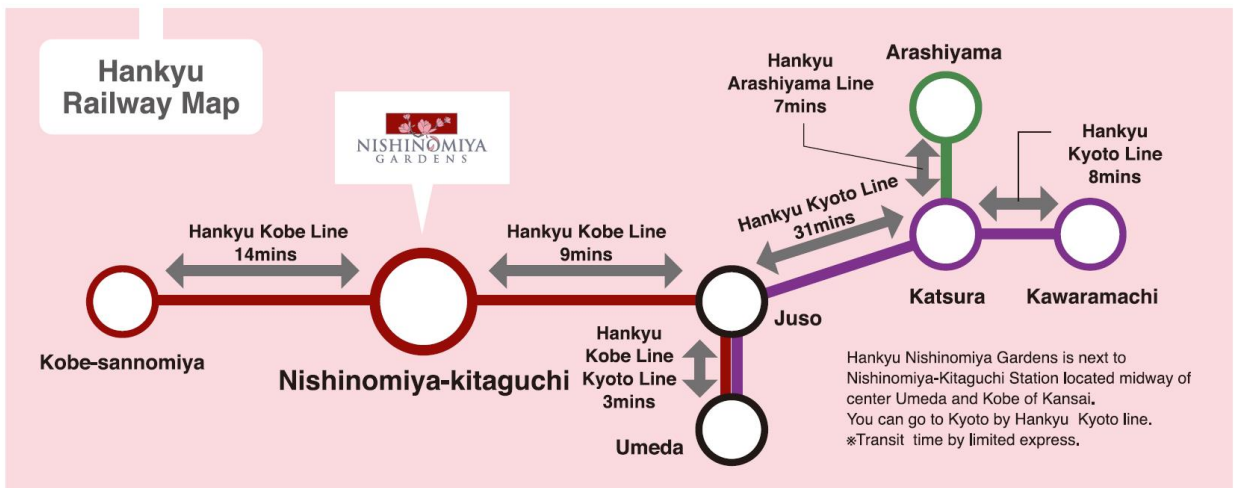 Hankyu
Railway Map
NISHINOMIYA
GARDENS
Hankyu Kobe Line
14mins
Hankyu Kobe Line
9mins
Hankyu Kyoto Line
31mins
Hankyu
Arashiyama Line
7mins
Arashiyama
Hankyu
Kyoto Line
8mins
Kobe-sannomiya
Nishinomiya-kitaguchi
Juso
Katsura
Kawaramachi
Hankyu
Kobe Line
Kyoto Line
3mins
Umeda
Hankyu Nishinomiya Gardens is next to
Nishinomiya-Kitaguchi Station located midway of
center Umeda and Kobe of Kansai.
You can go to Kyoto by Hankyu Kyoto line.
※Transit time by limited express.